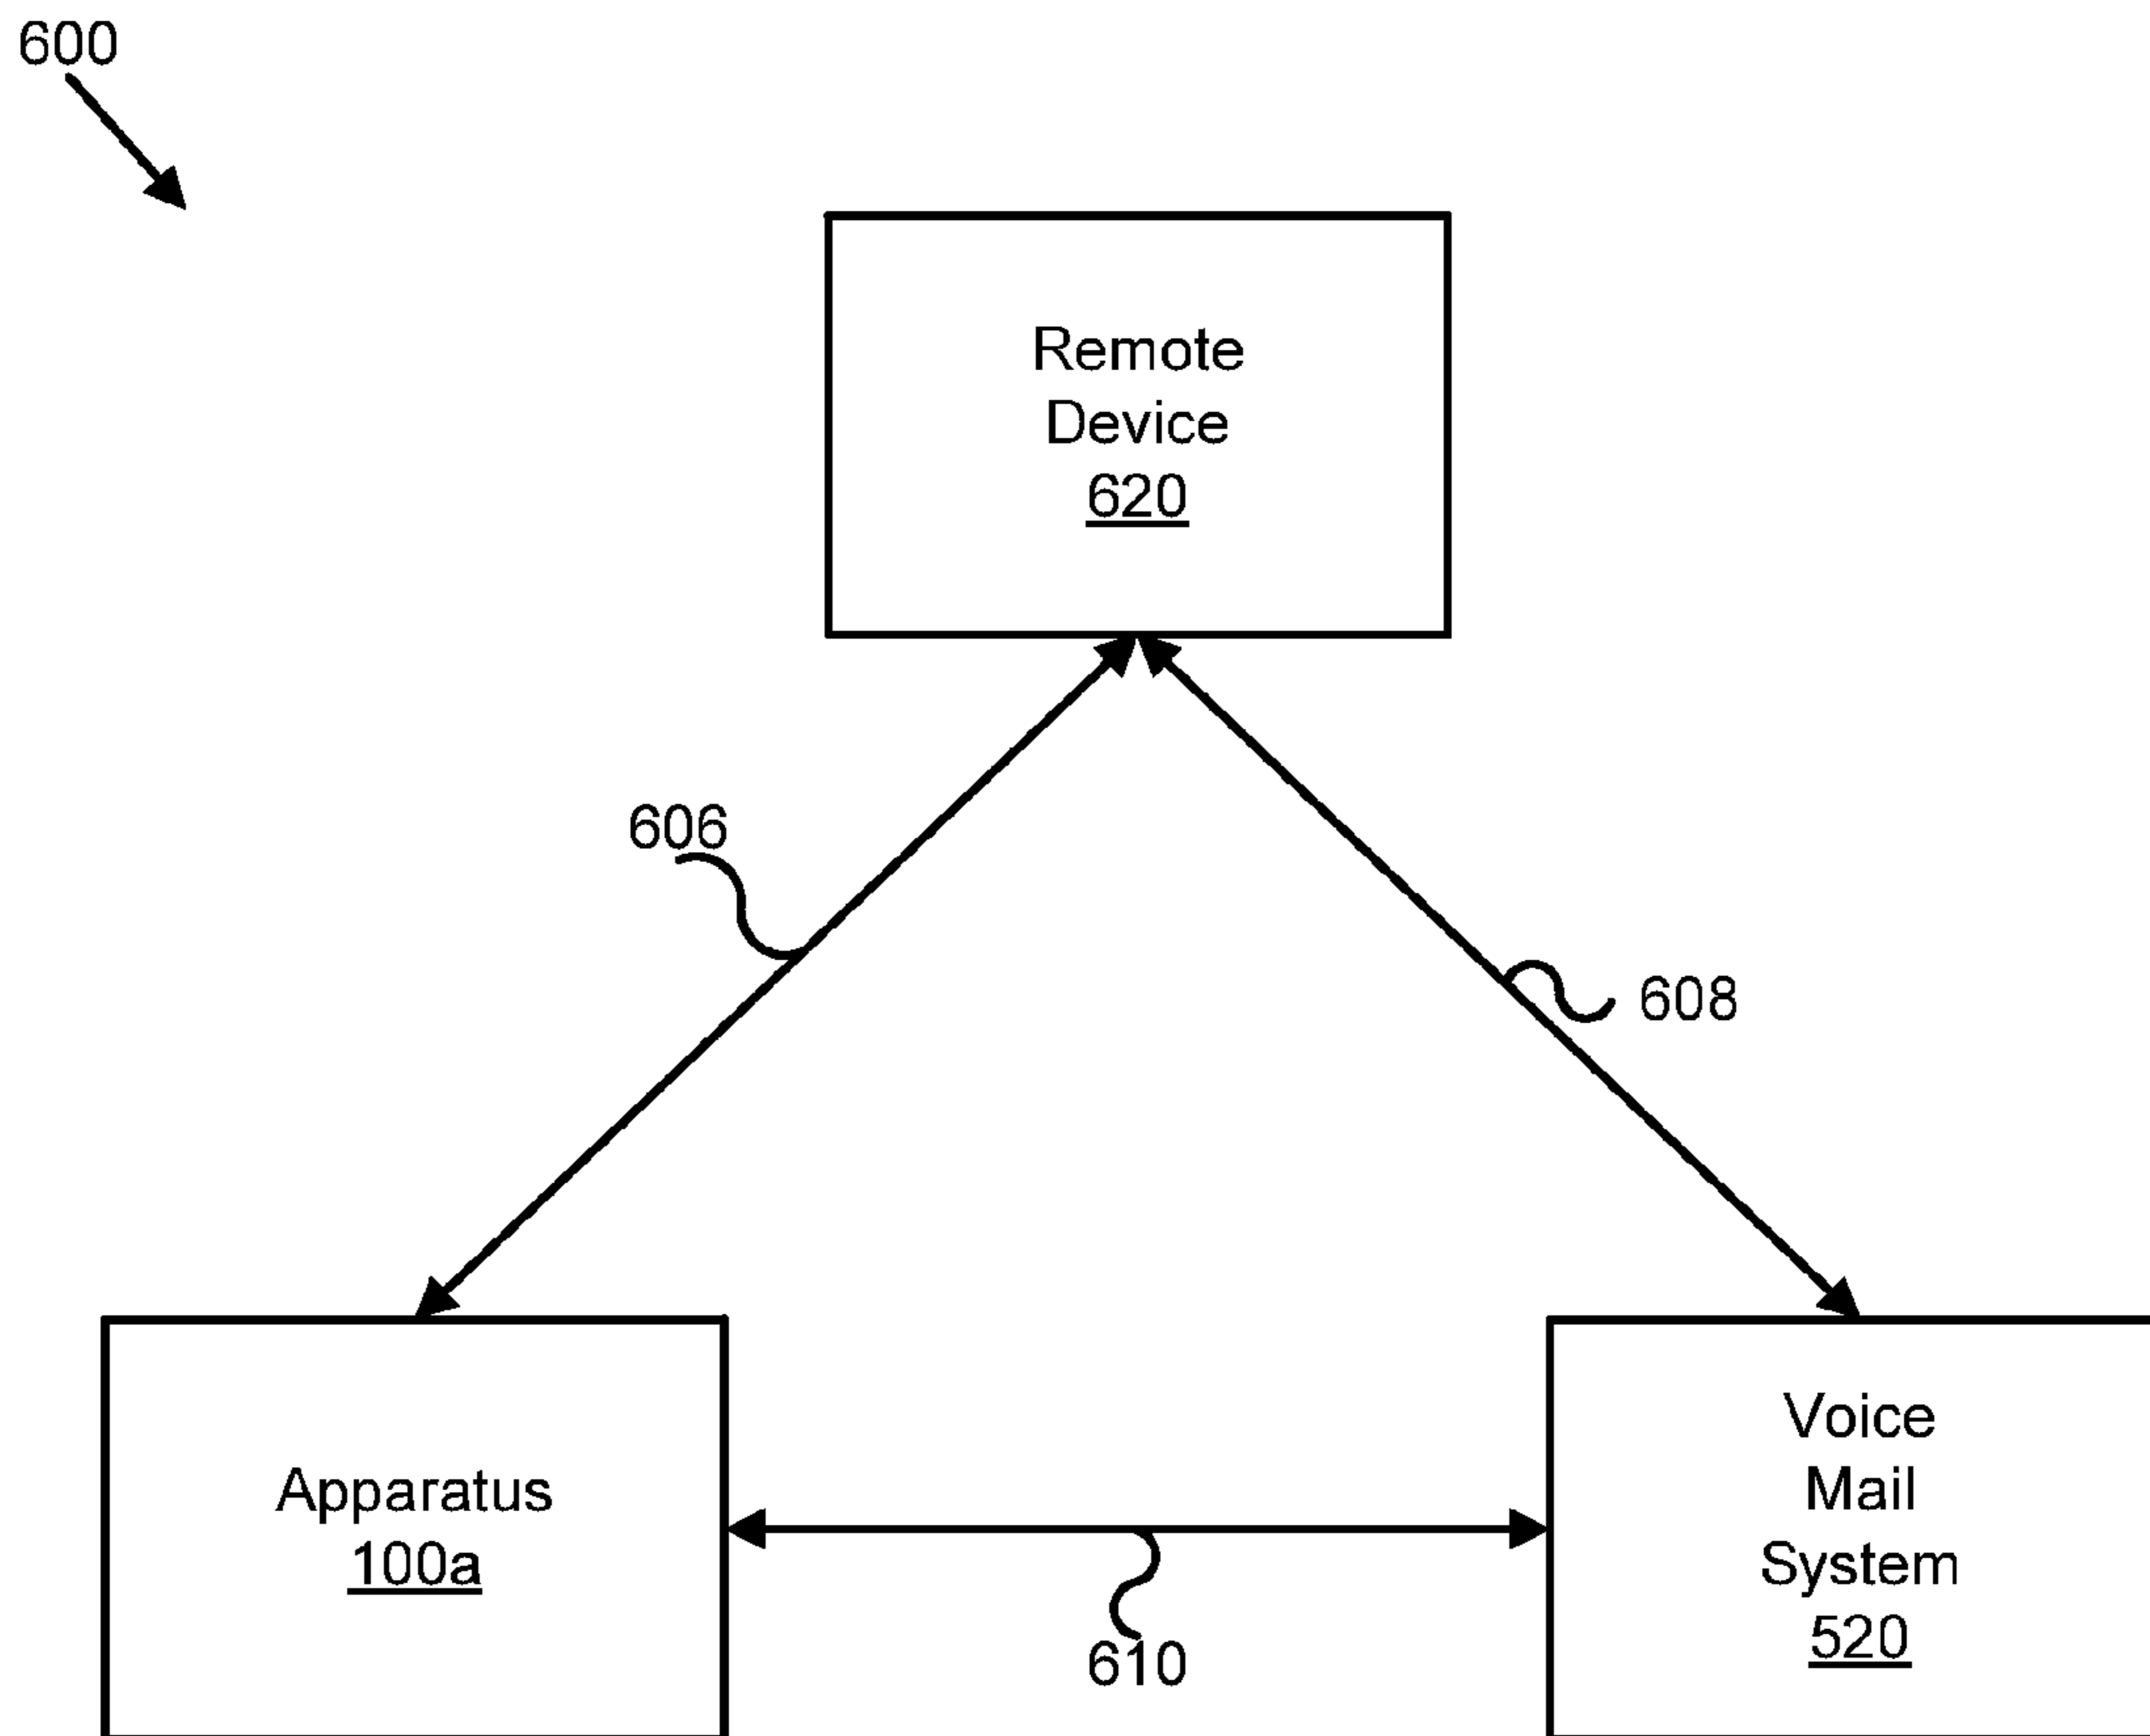 600
Remote
Device
620
606
608
Apparatus
100a
Voice
Mail
System
520
610